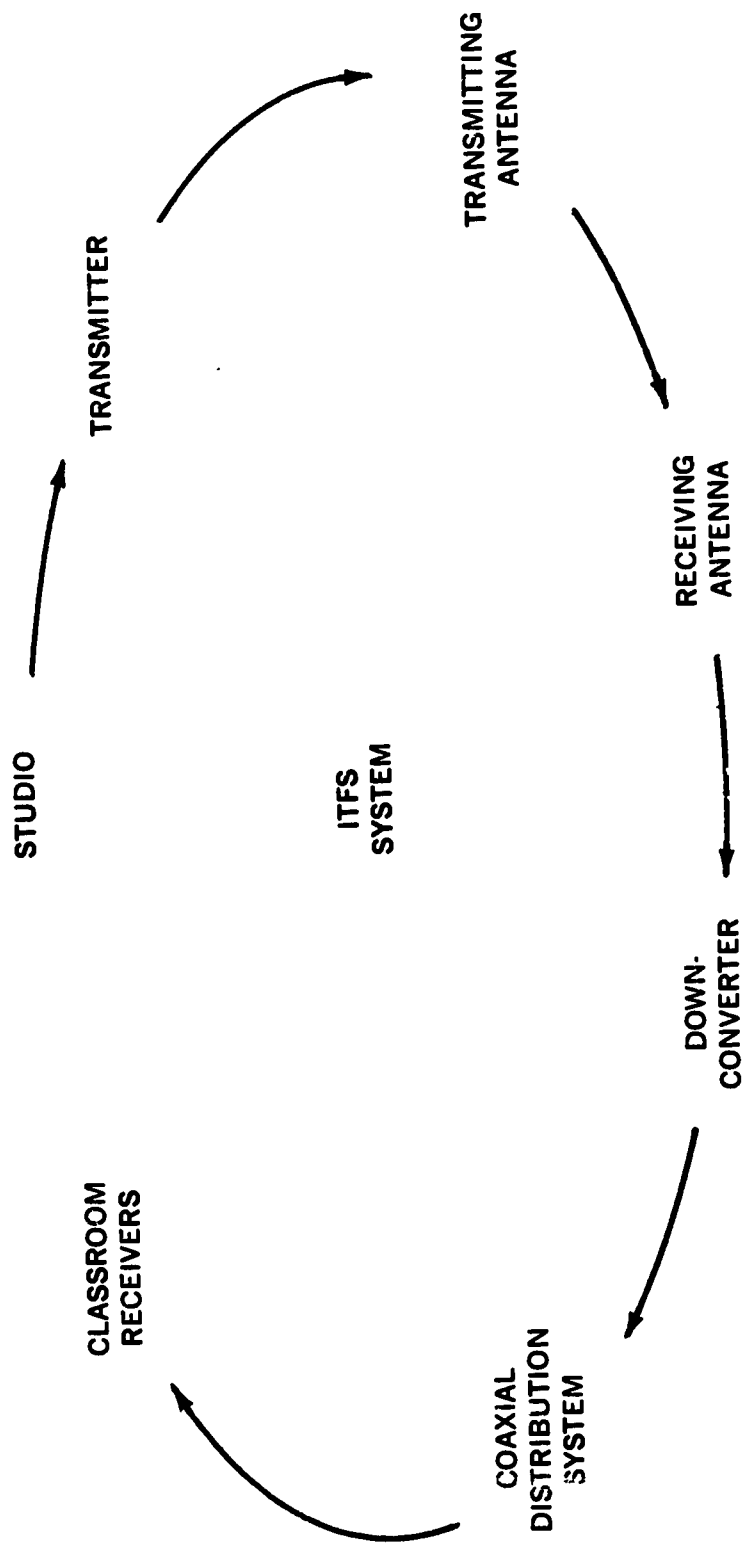 STUDIO
TRANSMITTER
TRANSMITTING
ANTENNA
RECEIVING
ANTENNA
DOWN-
CONVERTER
COAXIAL
DISTRIBUTION
SYSTEM
CLASSROOM
RECEIVERS
ITFS
SYSTEM